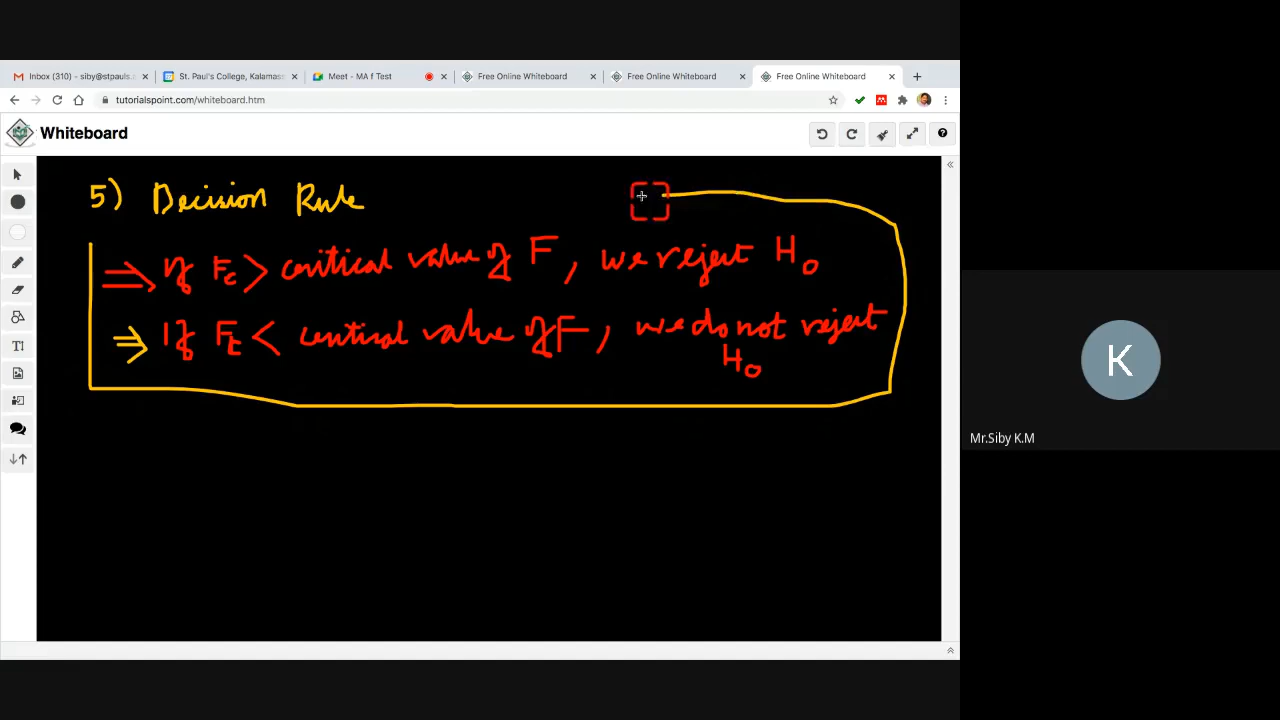 Inbox (310) - siby@stpauls.
St. Paul's College, Kalamas
Meet - MA f Test
Free Online Whiteboard
Free Online Whiteboard
Free Online Whiteboard
tutorialspoint.com/whiteboard.htm
Whiteboard
5) Decision Rule
⇒ If Fc > critical value of F, we reject H0
⇒ If Fc < critical value of F, we do not reject
H0
K
Mr.Siby K.M